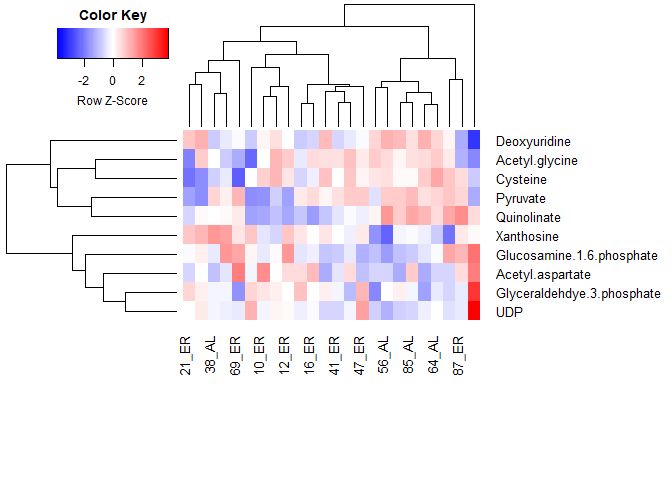 Color Key
-2 0 2
Row Z-Score
Deoxyuridine
Acetyl.glycine
Cysteine
Pyruvate
Quinolinate
Xanthosine
Glucosamine.1.6.phosphate
Acetyl.aspartate
Glyceraldehdye.3.phosphate
UDP
21_ER
38_AL
69_ER
10_ER
12_ER
16_ER
41_ER
47_ER
56_AL
85_AL
64_AL
87_ER